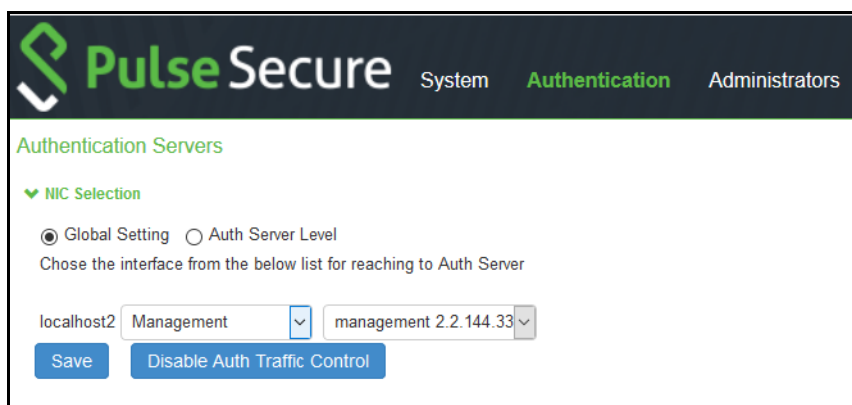 Pulse Secure System Authentication Administrators
Authentication Servers
NIC Selection
Global Setting Auth Server Level
Chose the interface from the below list for reaching to Auth Server
localhost2 Management management 2.2.144.33
Save Disable Auth Traffic Control